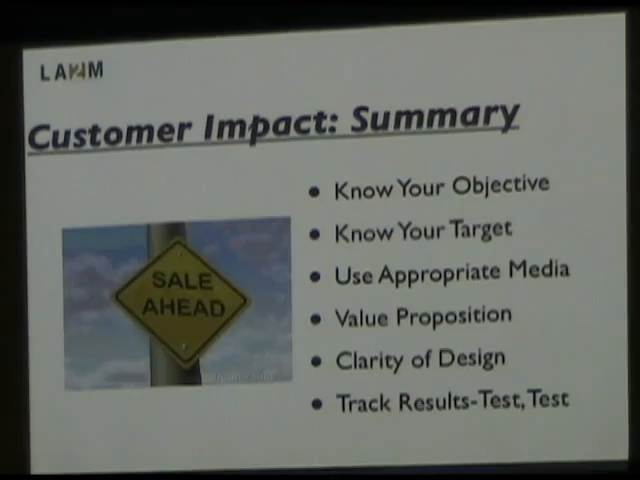 LA2M
Customer Impact: Summary
Know Your Objective
Know Your Target
Use Appropriate Media
Value Proposition
Clarity of Design
Track Results-Test, Test
SALE
AHEAD